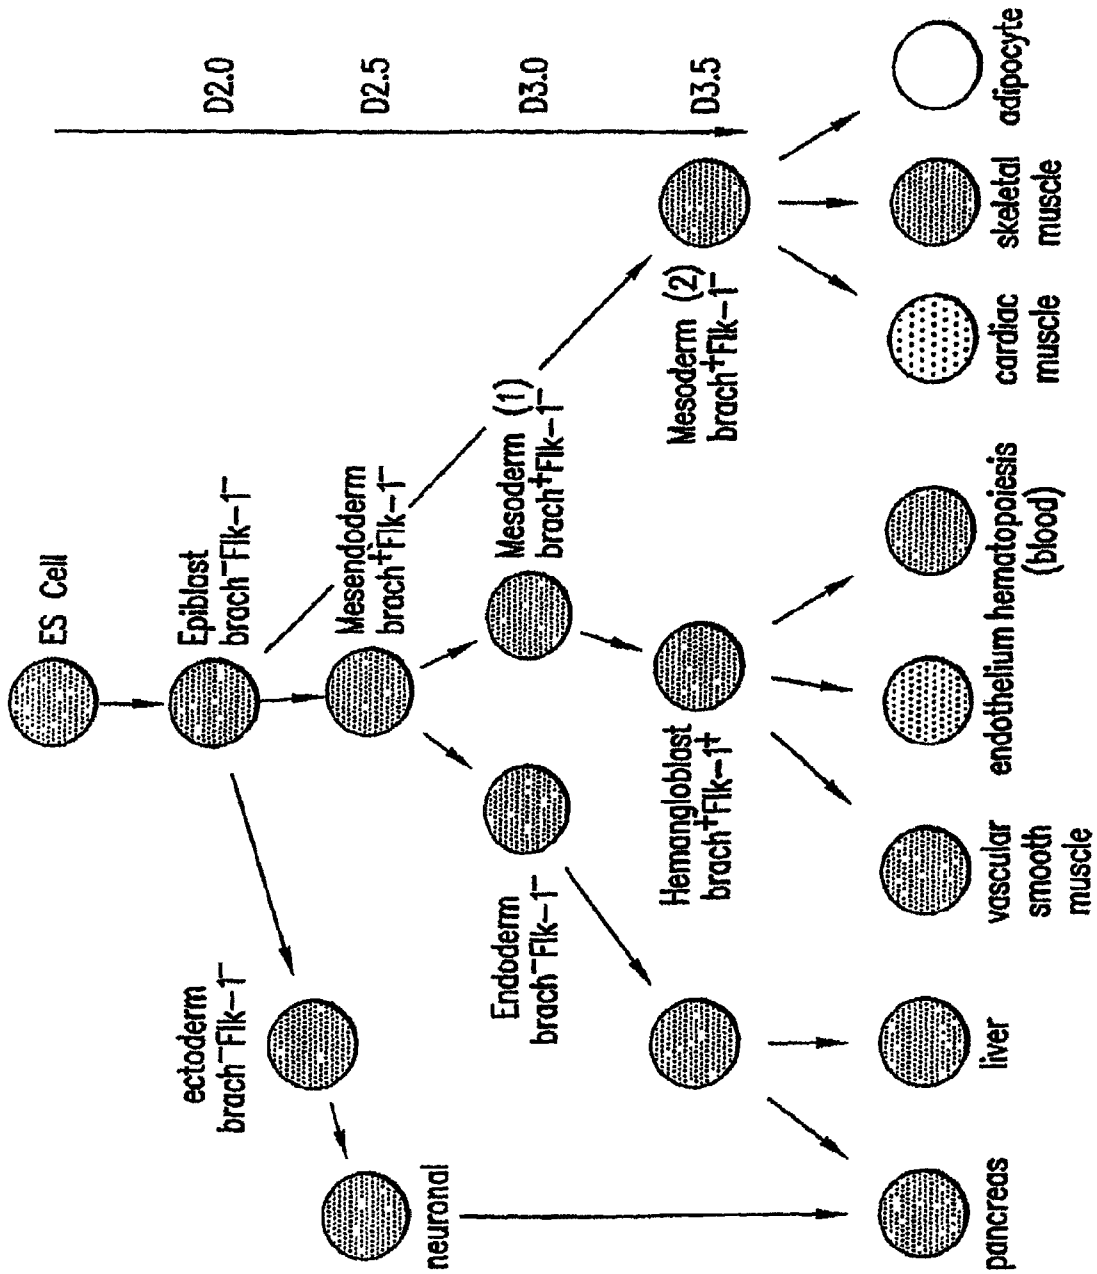 ES Cell
Epiblast
brach⁻Flk-1⁻
D2.0
ectoderm
brach⁻Flk-1⁻
Mesendoderm
brach⁺Flk-1⁻
D2.5
neuronal
Endoderm
brach⁻Flk-1⁻
Mesoderm (1)
brach⁺Flk-1⁻
D3.0
Hemangloblast
brach⁺Flk-1⁺
Mesoderm (2)
brach⁺Flk-1⁻
D3.5
pancreas
liver
vascular
smooth
muscle
endothelium
hematopoiesis
(blood)
cardiac
muscle
skeletal
muscle
adipocyte